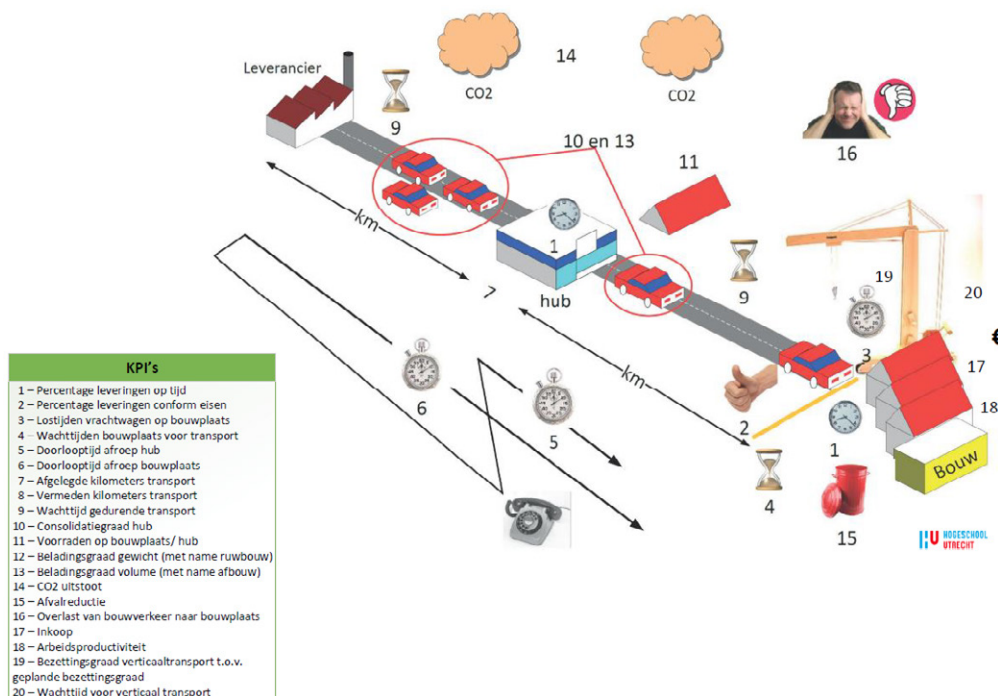 Leverancier
CO2
14
CO2
9
10 en 13
11
16
km
1
9
19
20
7
hub
€
3
17
km
6
5
2
1
18
Bouw
4
15
HOGESCHOOL
UTRECHT
KPI's
1 – Percentage leveringen op tijd
2 – Percentage leveringen conform eisen
3 – Lostijden vrachtwagen op bouwplaats
4 – Wachttijden bouwplaats voor transport
5 – Doorlooptijd afroep hub
6 – Doorlooptijd afroep bouwplaats
7 – Afgelegde kilometers transport
8 – Vermeden kilometers transport
9 – Wachttijd gedurende transport
10 – Consolidatiegraad hub
11 – Voorraden op bouwplaats/ hub
12 – Beladingsgraad gewicht (met name ruwbouw)
13 – Beladingsgraad volume (met name afbouw)
14 – CO2 uitstoot
15 – Afvalreductie
16 – Overlast van bouwverkeer naar bouwplaats
17 – Inkoop
18 – Arbeidsproductiviteit
19 – Bezettingsgraad verticaaltransport t.o.v.
geplande bezettingsgraad
20 – Wachttijd voor verticaal transport